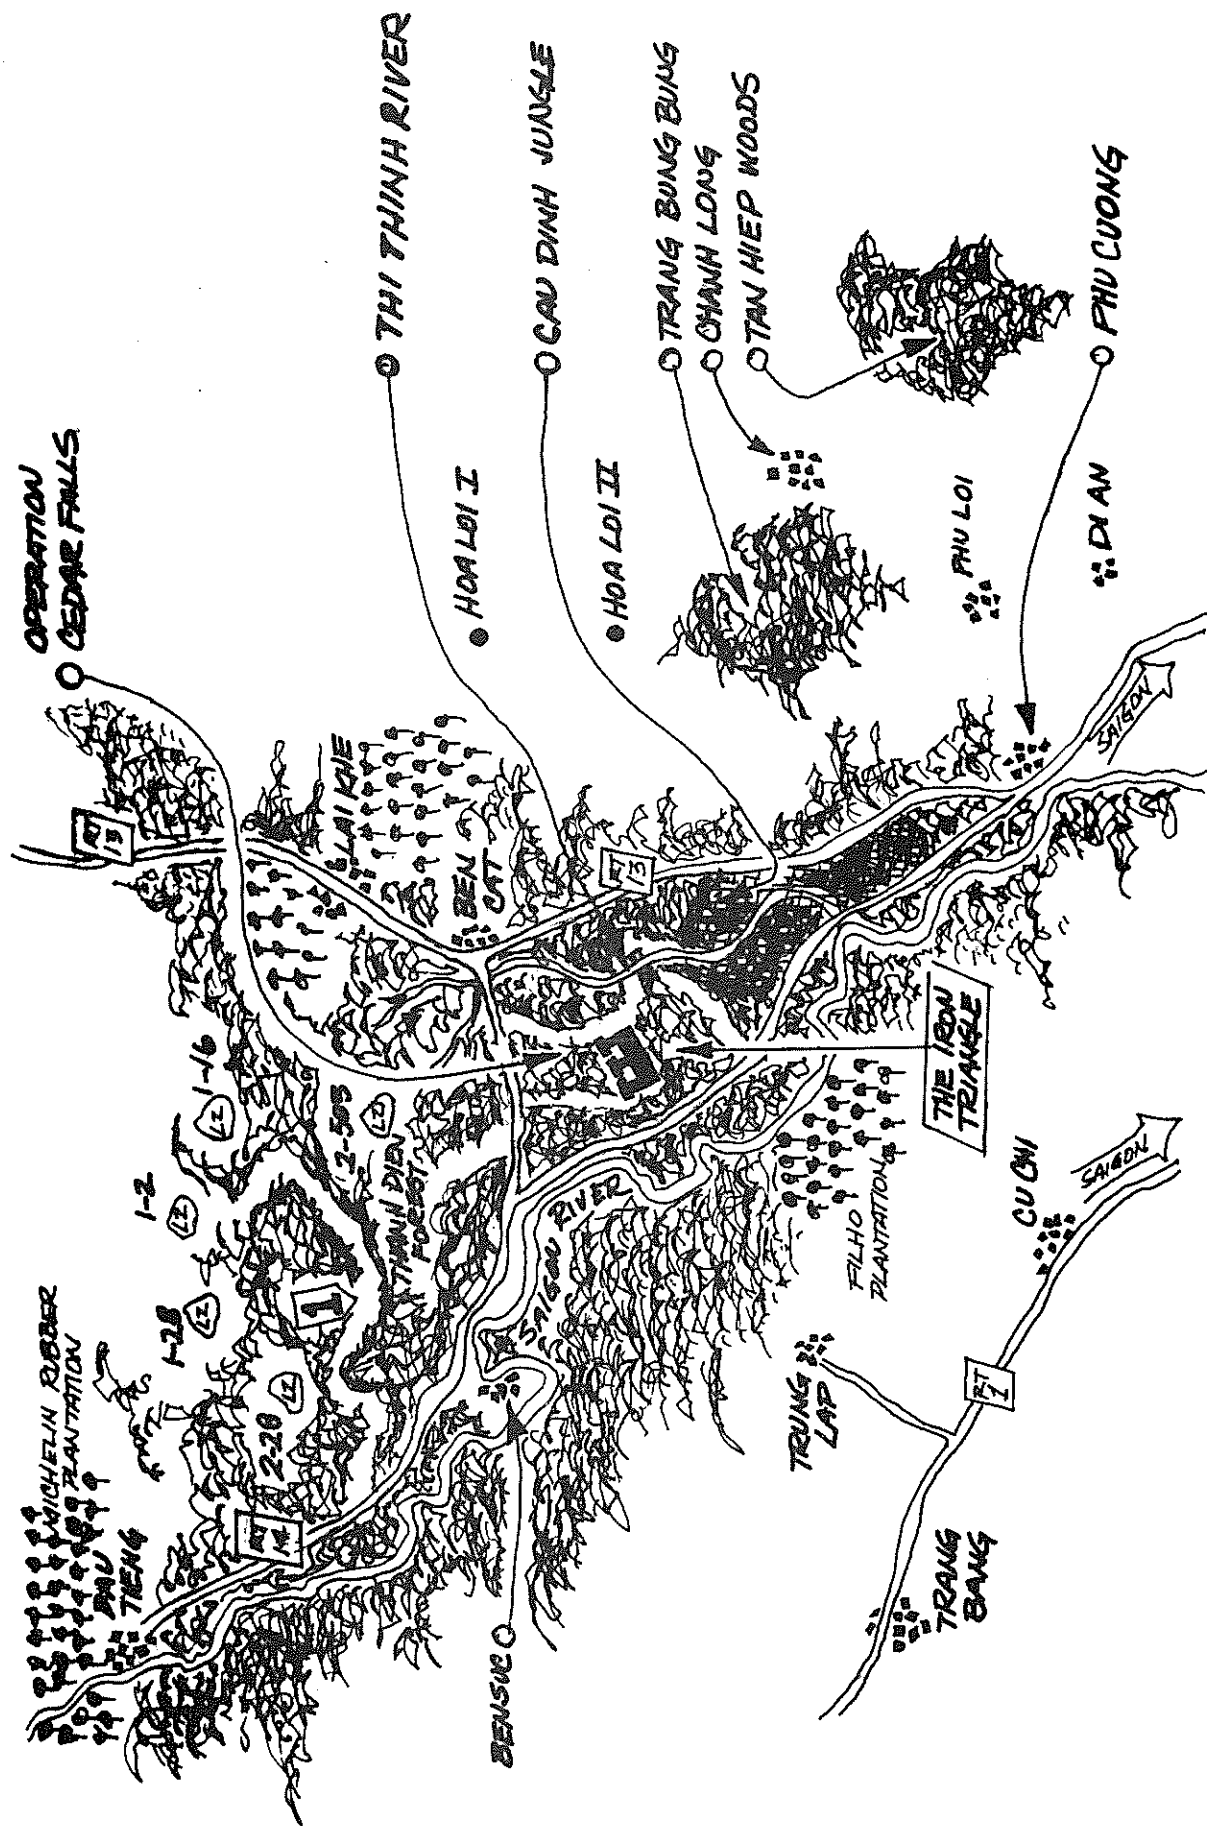 OPERATION
CEDAR FALLS
THI THINH RIVER
CAU DINH JUNGLE
TRANG BUNG BUNG
CHANH LONG
TAN HIEP WOODS
PHU CUONG
HOA LOI I
HOA LOI II
PHU LOI
DI AN
RT
13
LAI KHE
BEN
CAT
RT
13
SAIGON
1-16
LZ
1-2
LZ
1-28
LZ
2-28
LZ
2-503
LZ
1
THANH DIEN
FOREST
MICHELIN RUBBER
PLANTATION
DAU
TIENG
RT
14
SAIGON RIVER
BENSUC
FILHO
PLANTATION
THE IRON
TRIANGLE
CU CHI
SAIGON
TRUNG
LAP
RT
1
TRANG
BANG